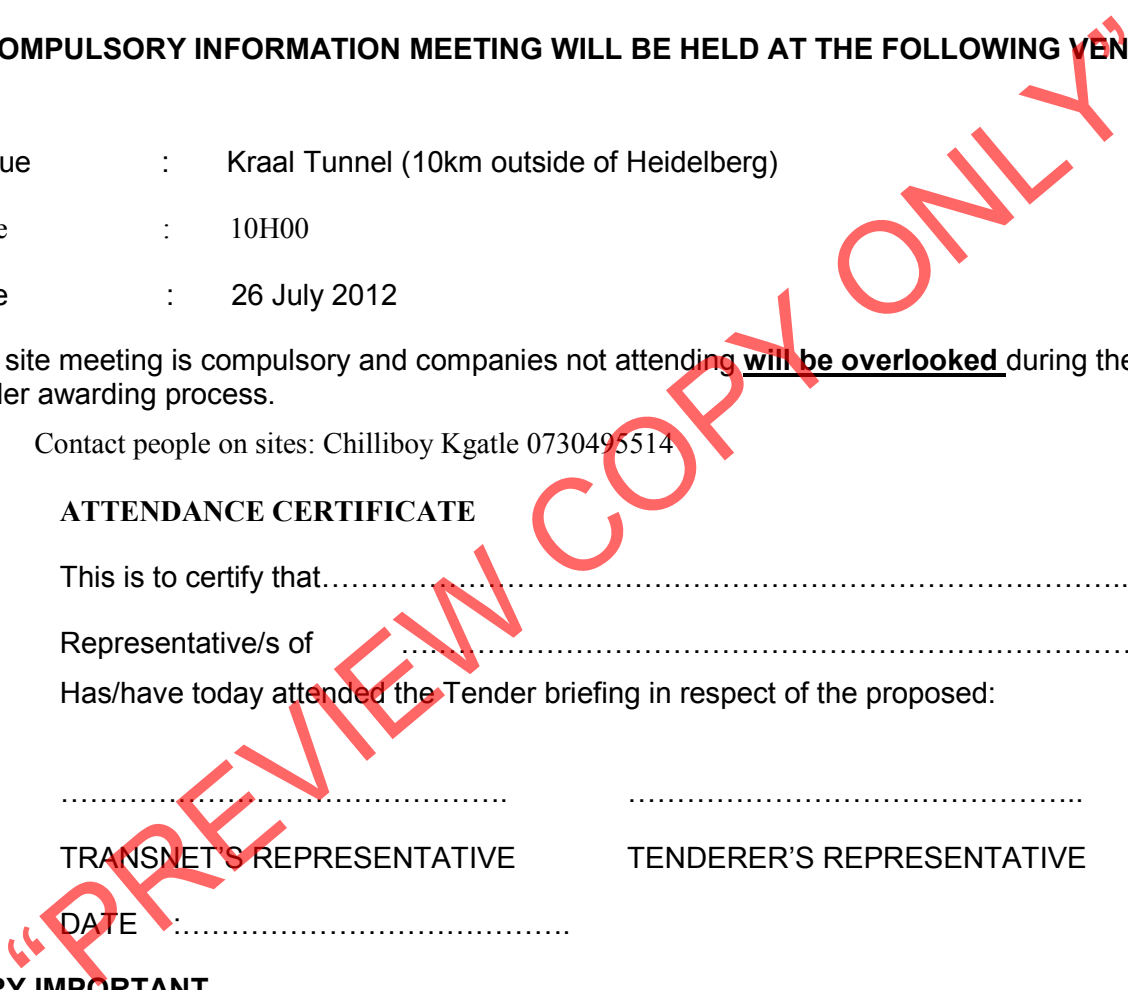 OMPULSORY INFORMATION MEETING WILL BE HELD AT THE FOLLOWING VEN
ue : Kraal Tunnel (10km outside of Heidelberg)
e : 10H00
e : 26 July 2012
site meeting is compulsory and companies not attending will be overlooked during the
der awarding process.
Contact people on sites: Chilliboy Kgatle 0730495514
ATTENDANCE CERTIFICATE
This is to certify that…………………………………………………………………………..
Representative/s of ………………………………………………………………….
Has/have today attended the Tender briefing in respect of the proposed:
………………………………………. ………………………………………..
TRANSNET'S REPRESENTATIVE TENDERER'S REPRESENTATIVE
DATE :………………………………….
RY IMPORTANT
“PREVIEW COPY ONLY”